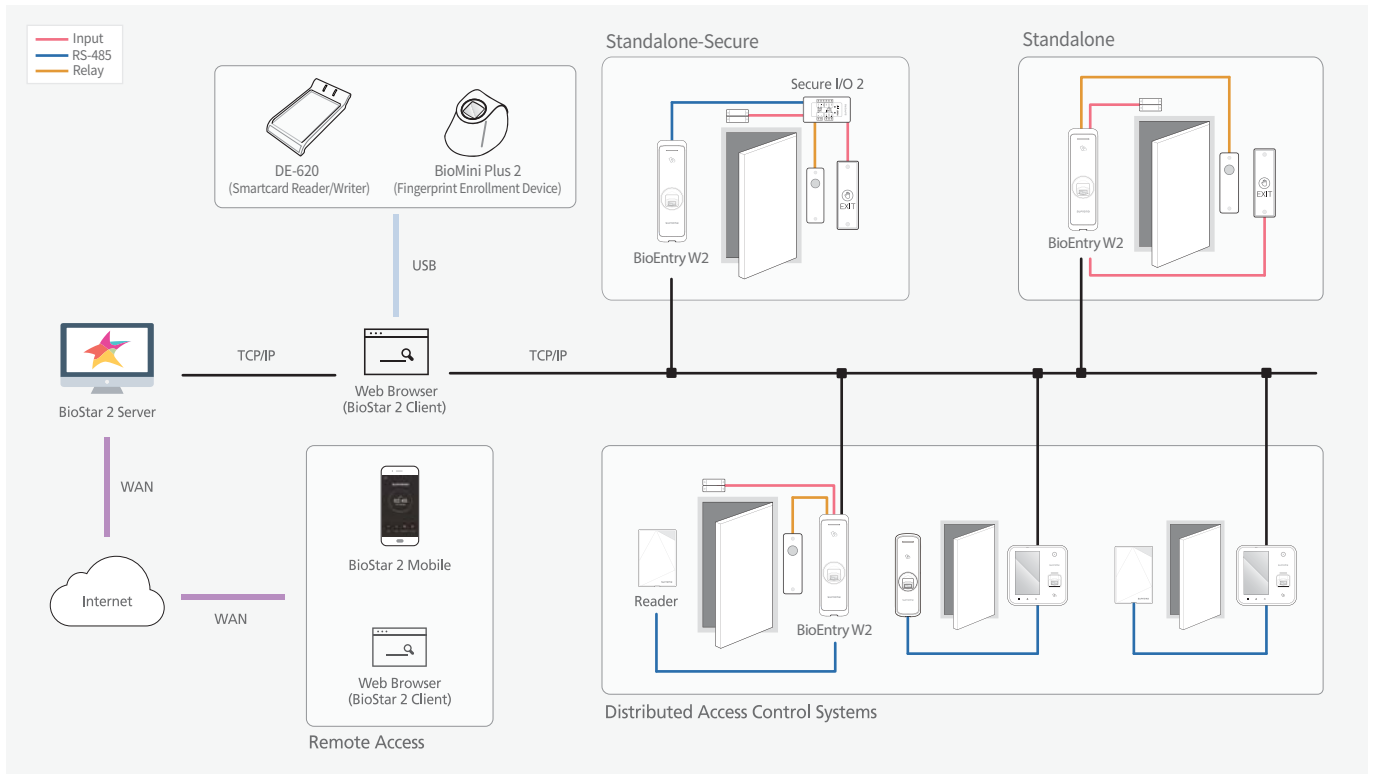 Input
RS-485
Relay
DE-620
(Smartcard Reader/Writer)
BioMini Plus 2
(Fingerprint Enrollment Device)
USB
Standalone-Secure
Secure I/O 2
EXIT
BioEntry W2
Standalone
EXIT
BioEntry W2
BioStar 2 Server
TCP/IP
Web Browser
(BioStar 2 Client)
TCP/IP
WAN
Internet
WAN
BioStar 2 Mobile
Web Browser
(BioStar 2 Client)
Remote Access
Reader
BioEntry W2
Distributed Access Control Systems